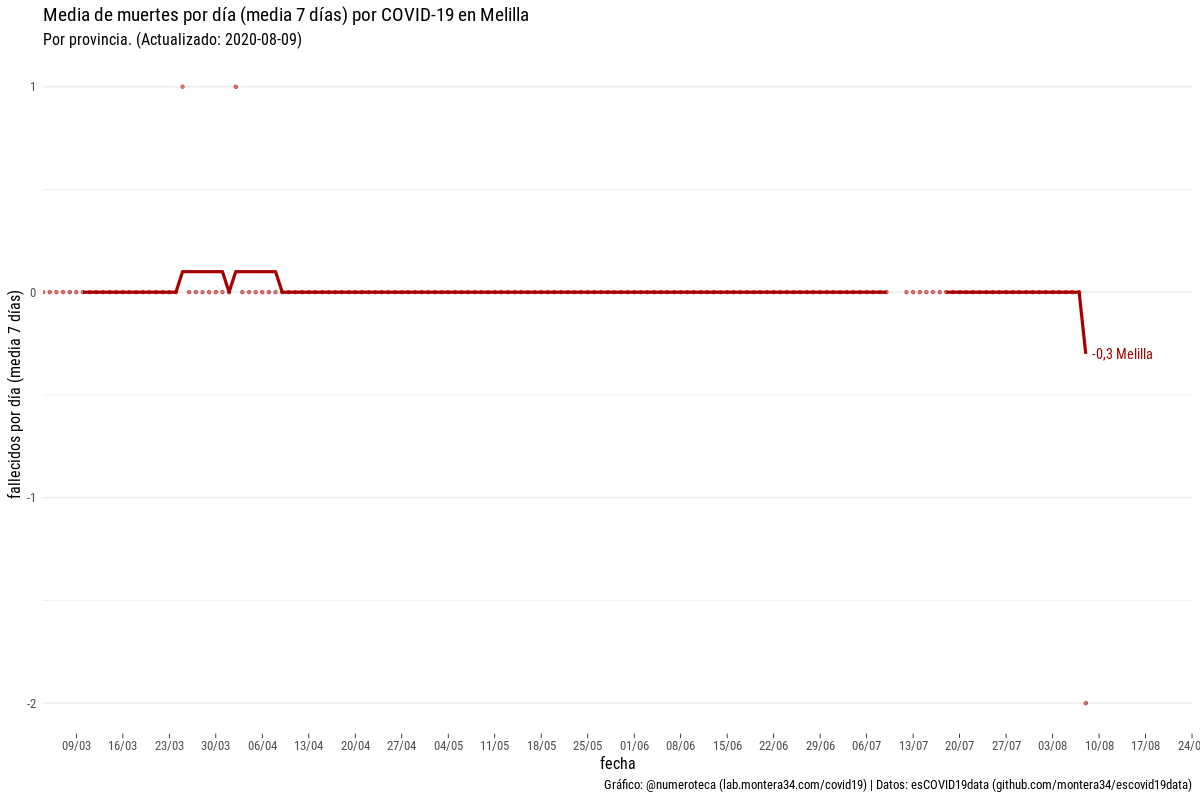 Media de muertes por día (media 7 días) por COVID-19 en Melilla
Por provincia. (Actualizado: 2020-08-09)
fallecidos por día (media 7 días)
1
0
-1
-2
-0,3 Melilla
09/03 16/03 23/03 30/03 06/04 13/04 20/04 27/04 04/05 11/05 18/05 25/05 01/06 08/06 15/06 22/06 29/06 06/07 13/07 20/07 27/07 03/08 10/08 17/08 24/0
fecha
Gráfico: @numeroteca (lab.montera34.com/covid19) | Datos: esCOVID19data (github.com/montera34/escovid19data)